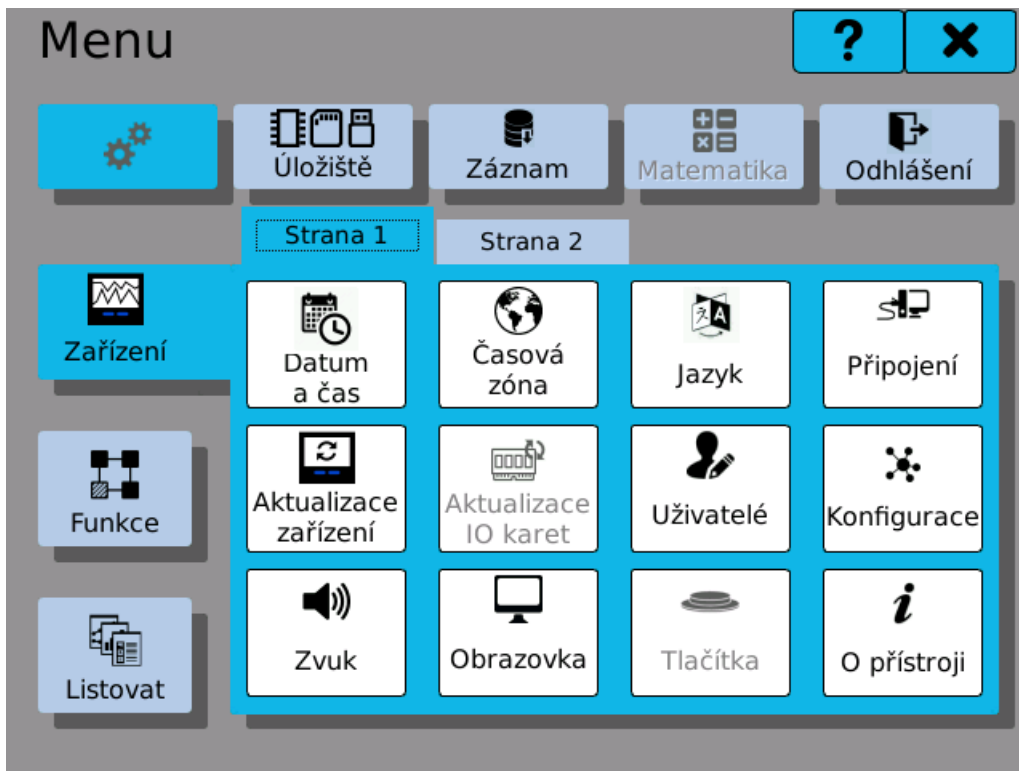 Menu
?
Úložiště
Záznam
Matematika
Odhlášení
Strana 1
Strana 2
Zařízení
Datum
a čas
Časová
zóna
Jazyk
Připojení
Funkce
Aktualizace
zařízení
Aktualizace
IO karet
Uživatelé
Konfigurace
Listovat
Zvuk
Obrazovka
Tlačítka
O přístroji